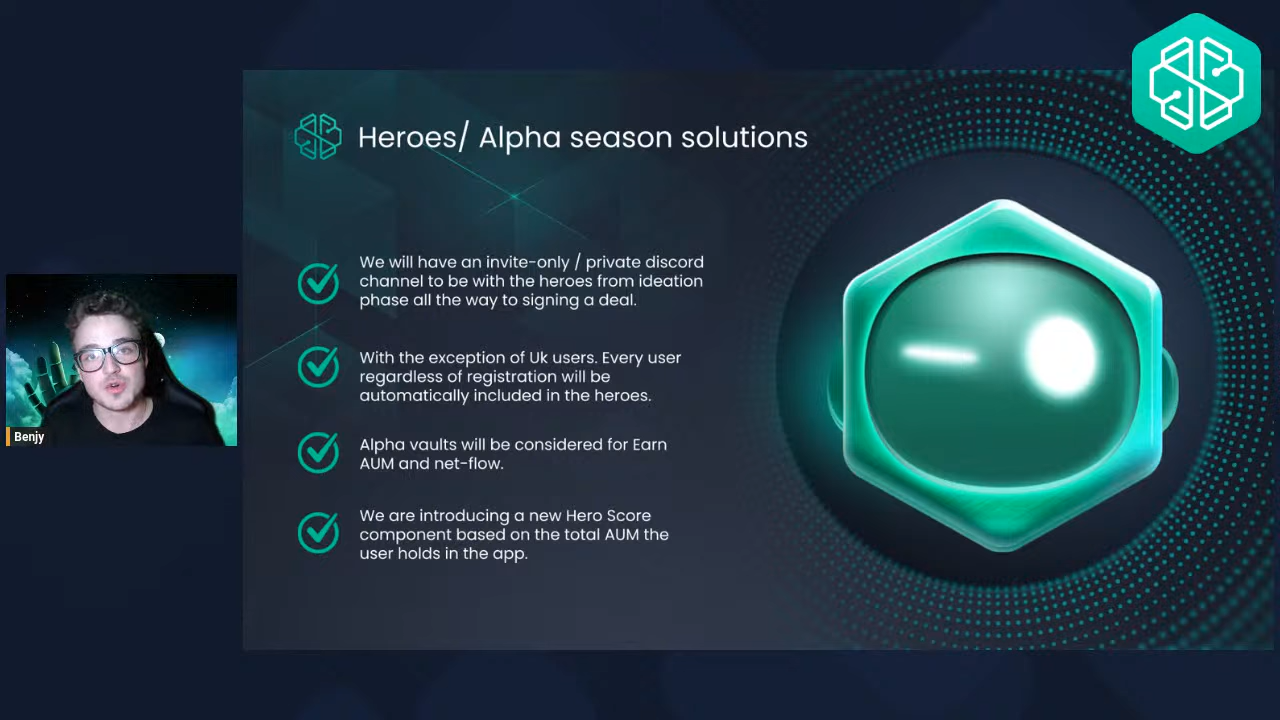 Heroes/ Alpha season solutions
We will have an invite-only / private discord
channel to be with the heroes from ideation
phase all the way to signing a deal.
With the exception of Uk users. Every user
regardless of registration will be
automatically included in the heroes.
Alpha vaults will be considered for Earn
AUM and net-flow.
We are introducing a new Hero Score
component based on the total AUM the
user holds in the app.
Benjy